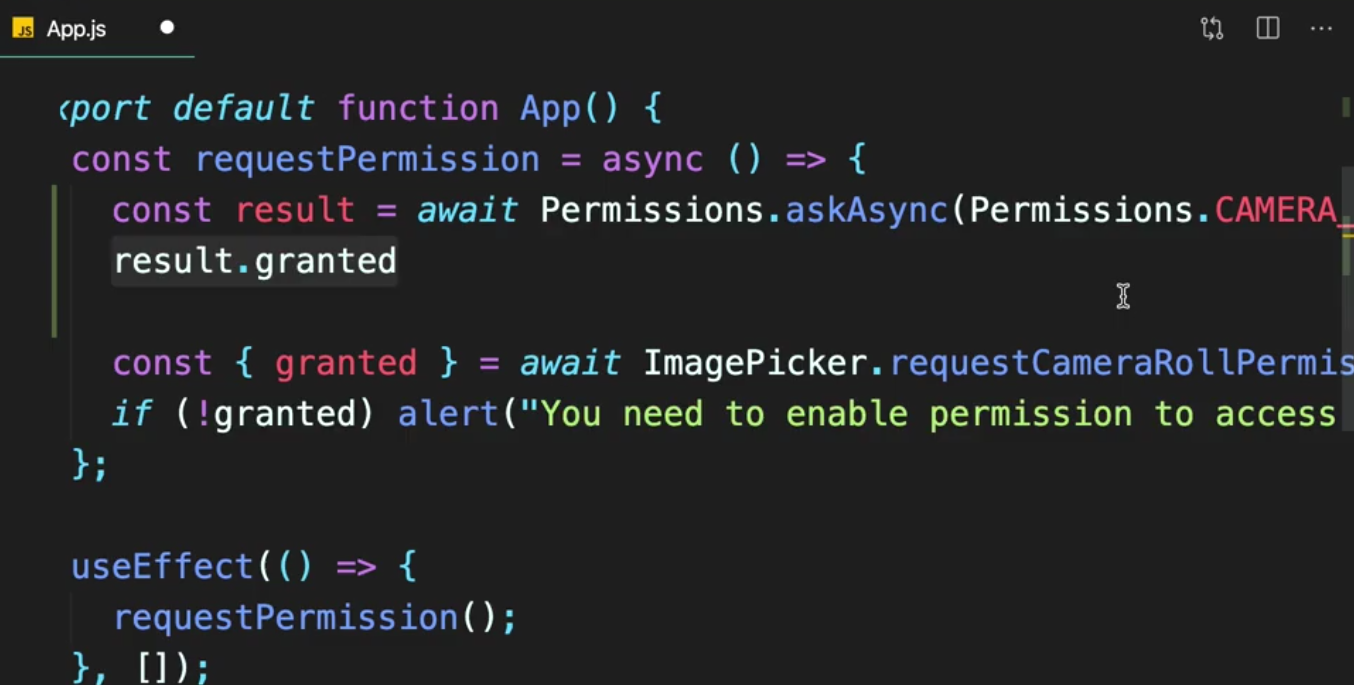 JS App.js
xport default function App() {
const requestPermission = async () => {
const result = await Permissions.askAsync(Permissions.CAMERA_
result.granted
const { granted } = await ImagePicker.requestCameraRollPermis
if (!granted) alert("You need to enable permission to access
};
useEffect(() => {
requestPermission();
}, []);